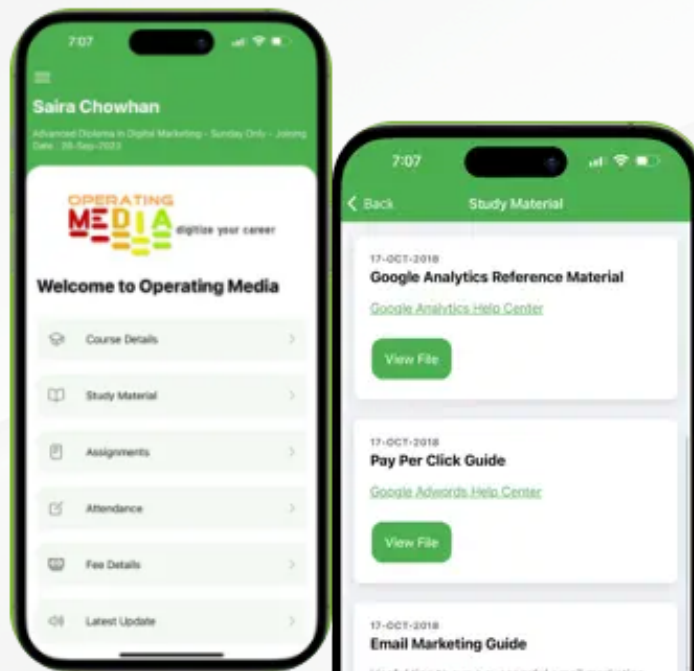 7:07
Saira Chowhan
Advanced Diploma in Digital Marketing - Sunday Only - Joining
Date : 28-Sep-2023
OPERATING
MEDIA digitize your career
Welcome to Operating Media
Course Details
Study Material
Assignments
Attendance
Fee Details
Latest Update
7:07
Back Study Material
17-OCT-2018
Google Analytics Reference Material
Google Analytics Help Center
View File
17-OCT-2018
Pay Per Click Guide
Google Adwords Help Center
View File
17-OCT-2018
Email Marketing Guide